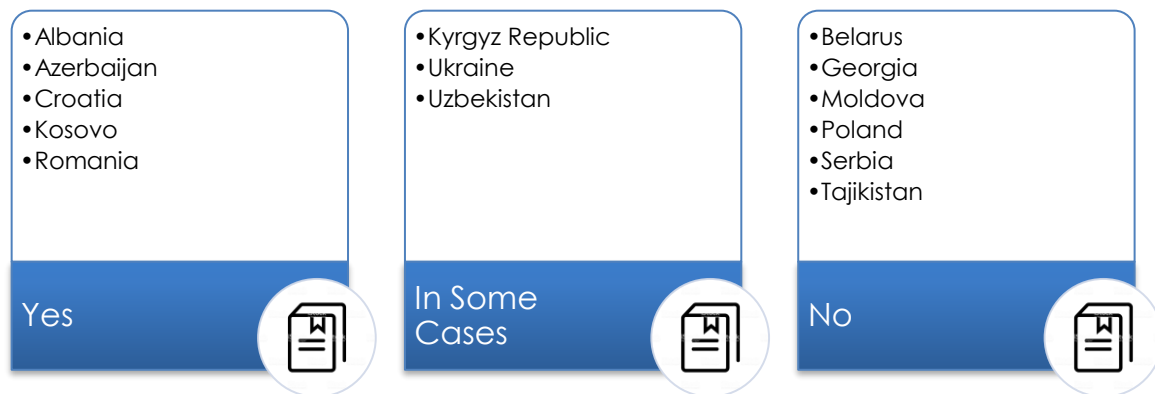 •Albania
•Azerbaijan
•Croatia
•Kosovo
•Romania
Yes
•Kyrgyz Republic
•Ukraine
•Uzbekistan
In Some
Cases
•Belarus
•Georgia
•Moldova
•Poland
•Serbia
•Tajikistan
No